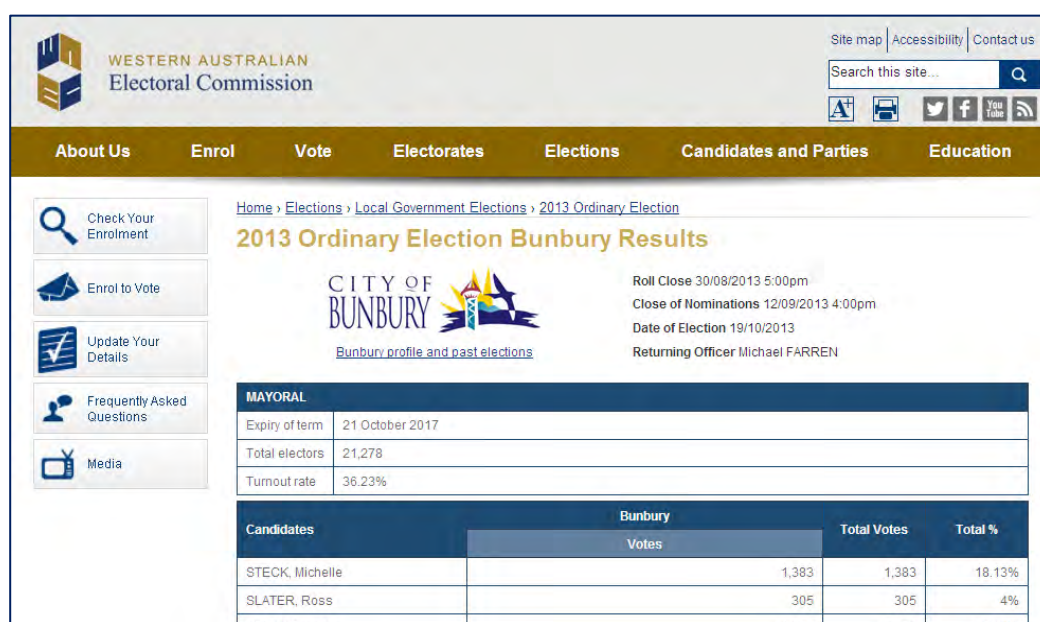 WESTERN AUSTRALIAN
Electoral Commission
Site map | Accessibility | Contact us
Search this site...
A+
You Tube
About Us Enrol Vote Electorates Elections Candidates and Parties Education
Check Your
Enrolment
Enrol to Vote
Update Your
Details
Frequently Asked
Questions
Media
Home › Elections › Local Government Elections › 2013 Ordinary Election
2013 Ordinary Election Bunbury Results
CITY OF
BUNBURY
Bunbury profile and past elections
Roll Close 30/08/2013 5:00pm
Close of Nominations 12/09/2013 4:00pm
Date of Election 19/10/2013
Returning Officer Michael FARREN
MAYORAL
Expiry of term 21 October 2017
Total electors 21,278
Turnout rate 36.23%
Candidates Bunbury Total Votes Total %
Votes
STECK, Michelle 1,383 1,383 18.13%
SLATER, Ross 305 305 4%